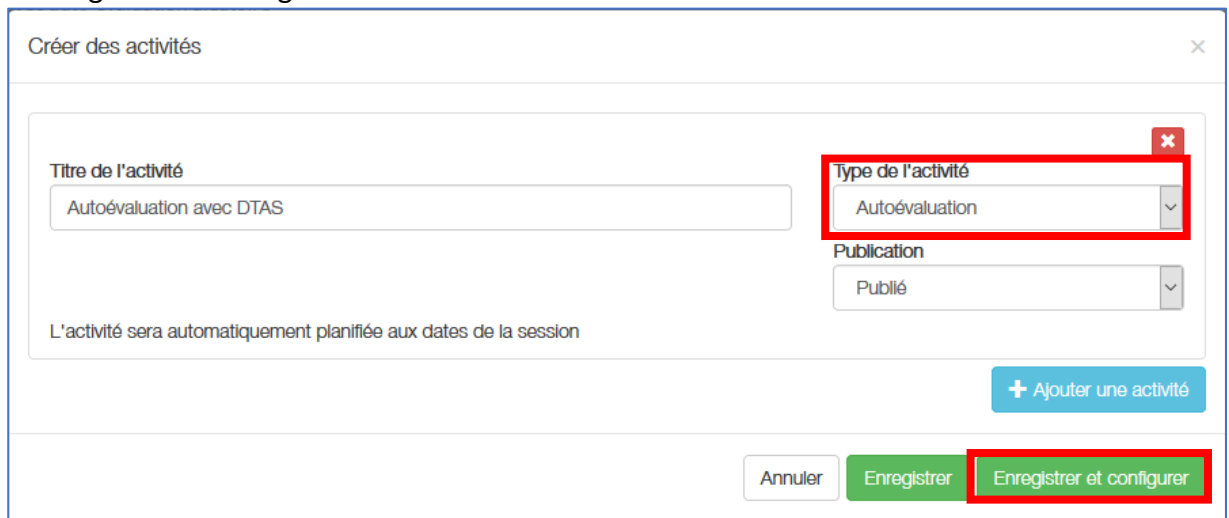 Créer des activités ×
Titre de l'activité
Type de l'activité
Autoévaluation avec DTAS
Autoévaluation
Publication
Publié
L'activité sera automatiquement planifiée aux dates de la session
+ Ajouter une activité
Annuler Enregistrer Enregistrer et configurer